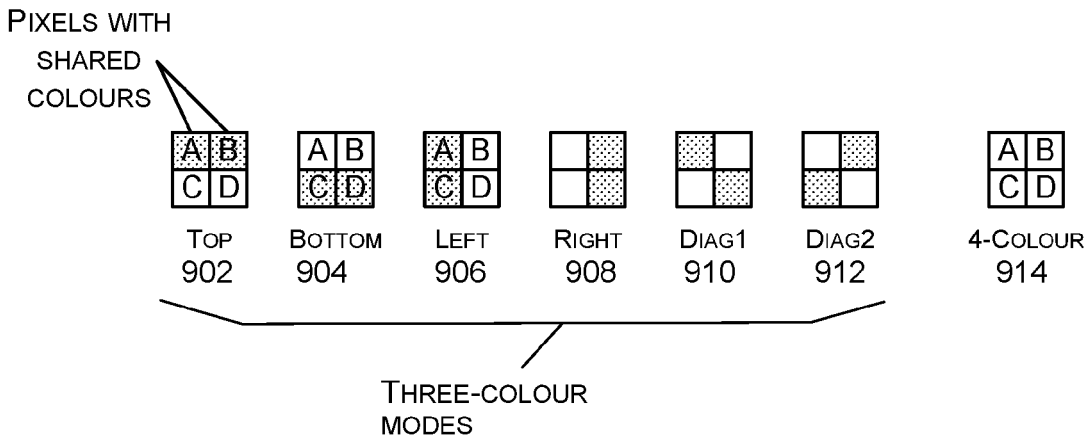 PIXELS WITH
SHARED
COLOURS
A B A B A B A B
C D C D C D C D
TOP BOTTOM LEFT RIGHT DIAG1 DIAG2 4-COLOUR
902 904 906 908 910 912 914
THREE-COLOUR
MODES